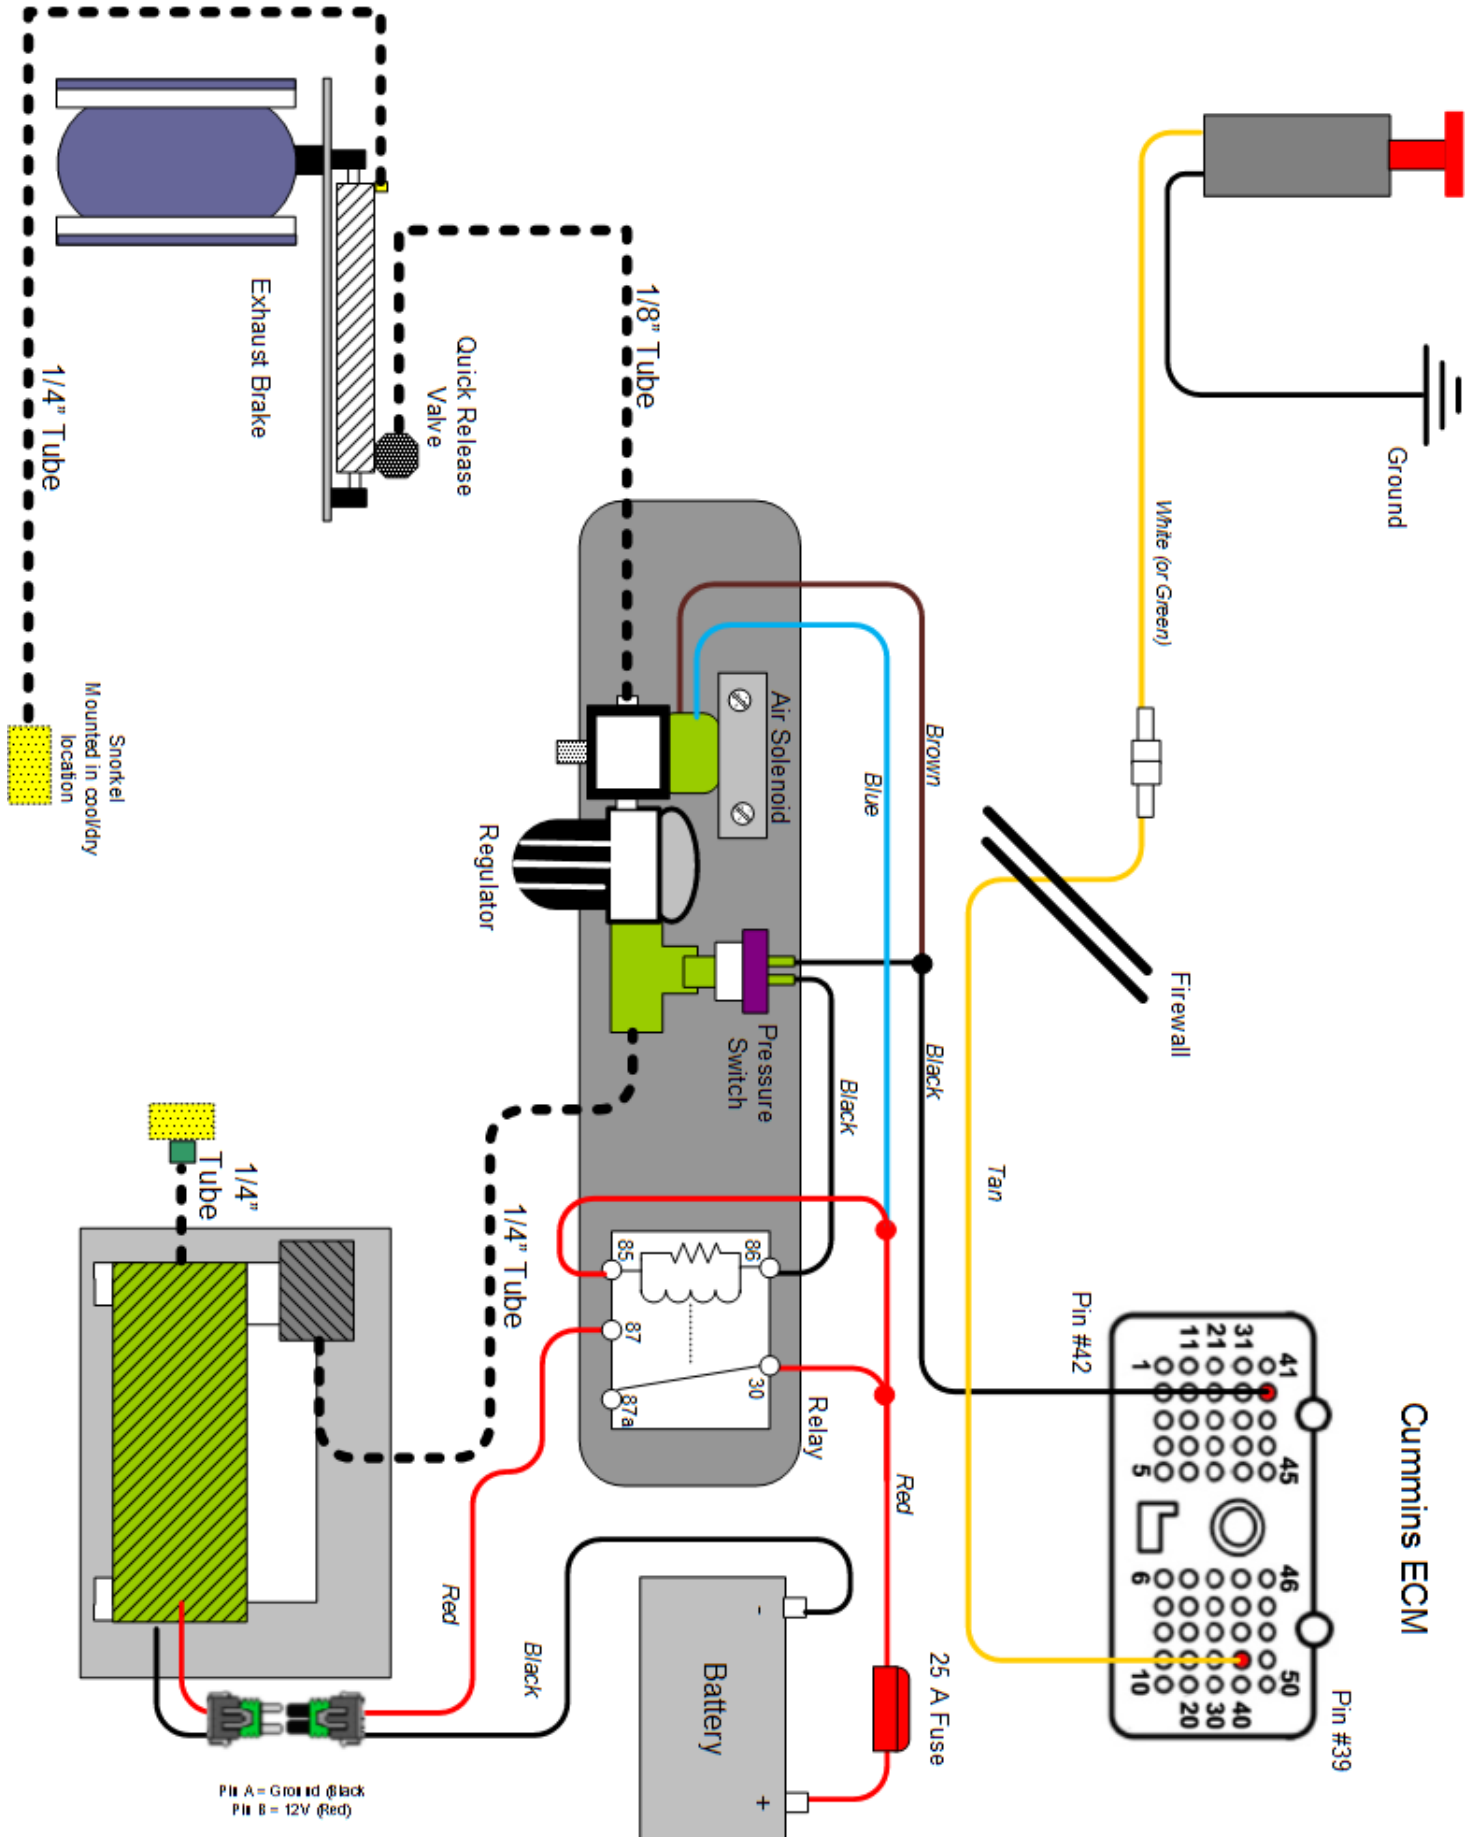 Cummins ECM
Pin #39
Pin #42
41
31
21
11
1
45
5
46
6
50
40
30
20
10
Ground
White (or Green)
Firewall
Tan
Brown
Blue
Black
Black
Red
25 A Fuse
Air Solenoid
Pressure
Switch
Relay
86
85
87
87a
30
Battery
-
+
1/8” Tube
Regulator
Quick Release
Valve
Exhaust Brake
1/4” Tube
Snorkel
Mounted in cool/dry
location
1/4” Tube
1/4”
Tube
Red
Black
Pin A = Ground (Black
Pin B = 12V (Red)